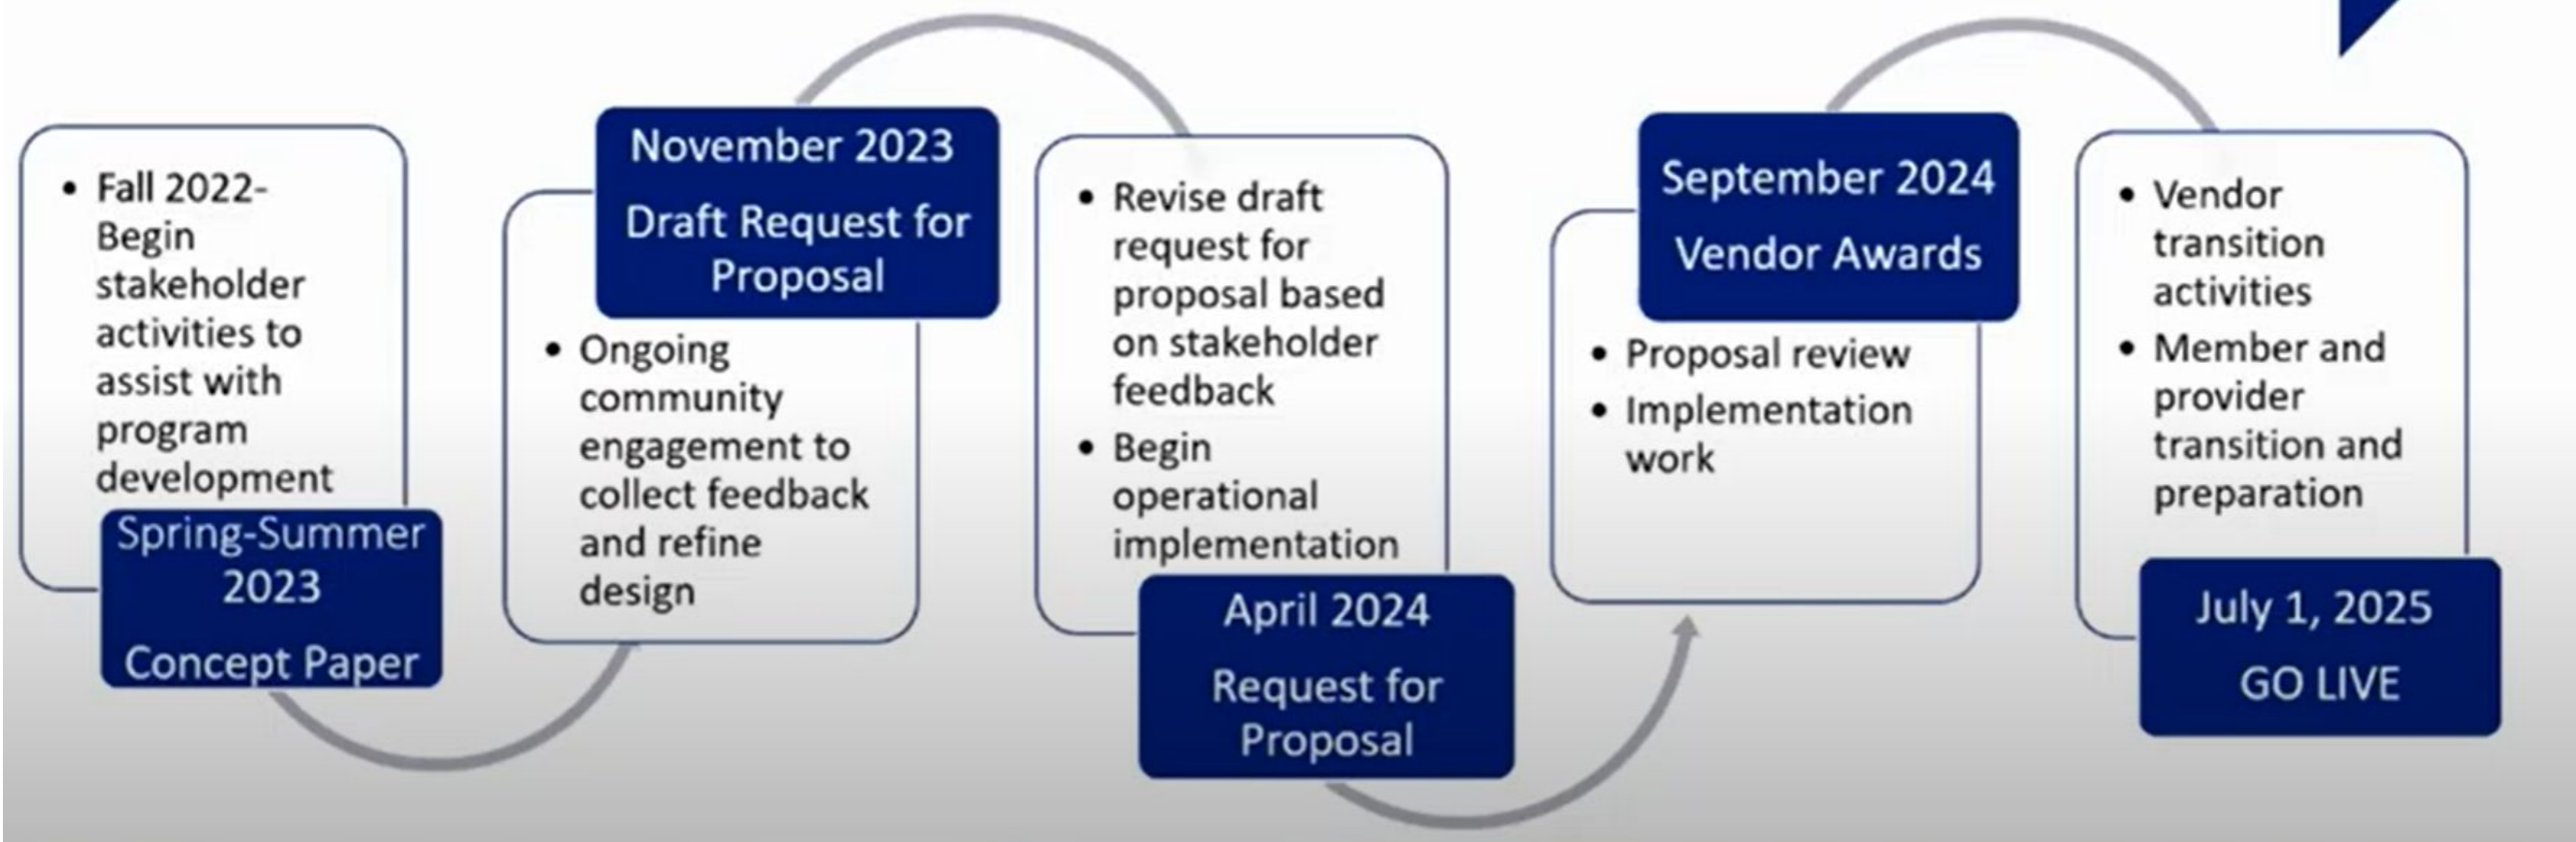 • Fall 2022-
Begin
stakeholder
activities to
assist with
program
development
Spring-Summer
2023
Concept Paper
November 2023
Draft Request for
Proposal
• Ongoing
community
engagement to
collect feedback
and refine
design
• Revise draft
request for
proposal based
on stakeholder
feedback
• Begin
operational
implementation
April 2024
Request for
Proposal
September 2024
Vendor Awards
• Proposal review
• Implementation
work
• Vendor
transition
activities
• Member and
provider
transition and
preparation
July 1, 2025
GO LIVE